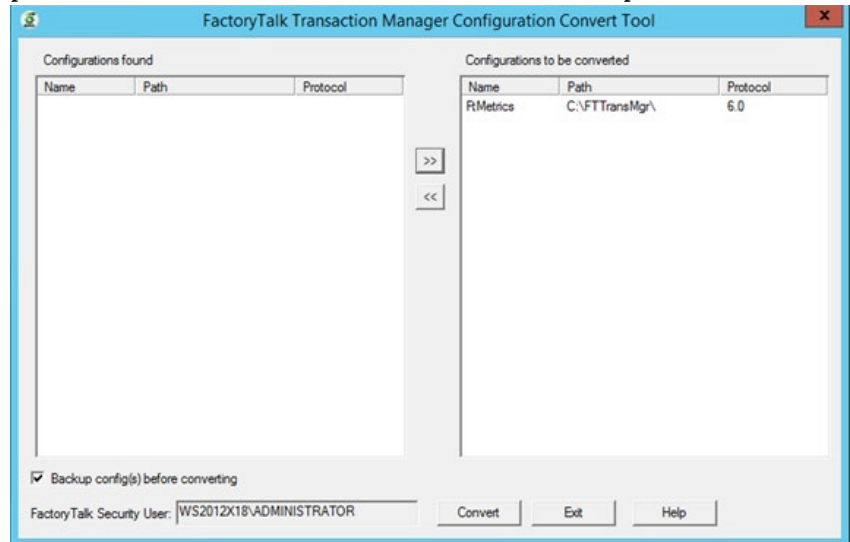 FactoryTalk Transaction Manager Configuration Convert Tool
x
Configurations found
Name Path Protocol
>>
<<
Configurations to be converted
Name Path Protocol
FtMetrics C:\FTTransMgr\ 6.0
Backup config(s) before converting
FactoryTalk Security User: WS2012X18\ADMINISTRATOR Convert Exit Help